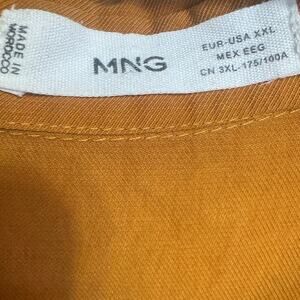 MADE IN
MOROCCO
MNG
EUR-USA XXL
MEX EEG
CN 3XL-175/100A